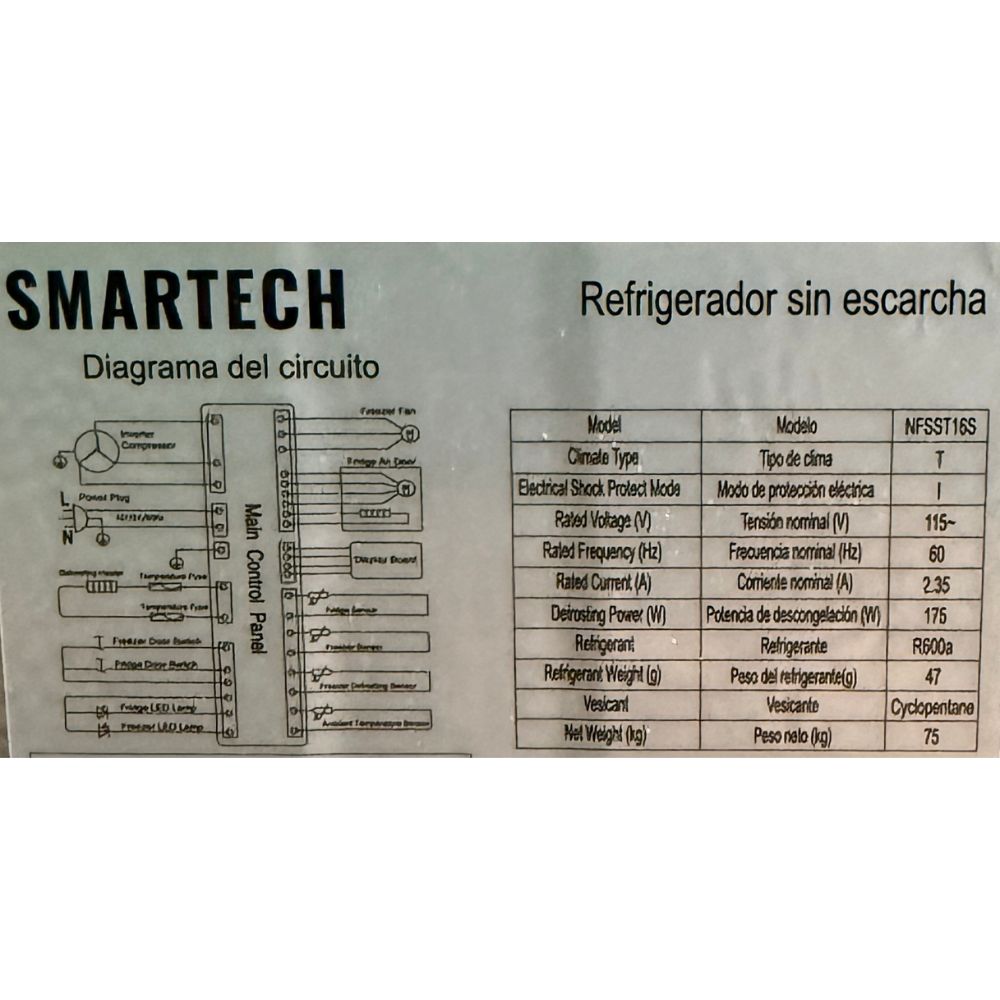 SMARTECH
Refrigerador sin escarcha
Diagrama del circuito
Freezer Fan
Inverter
Compressor
Bridge Air Door
L
Power Plug
N
Main Control Panel
Display Board
Defrosting Heater
Temperature Fuse
Temperature Fuse
Fridge Sensor
Freezer Door Switch
Freezer Sensor
Fridge Door Switch
Freezer Defrosting Sensor
Fridge LED Lamp
Freezer LED Lamp
Ambient Temperature Sensor
Model Modelo NFSST16S
Climate Type Tipo de clima T
Electrical Shock Protect Mode Modo de protección eléctrica I
Rated Voltage (V) Tensión nominal (V) 115~
Rated Frequency (Hz) Frecuencia nominal (Hz) 60
Rated Current (A) Corriente nominal (A) 2.35
Defrosting Power (W) Potencia de descongelación (W) 175
Refrigerant Refrigerante R600a
Refrigerant Weight (g) Peso del refrigerante(g) 47
Vesicant Vesicante Cyclopentane
Net Weight (kg) Peso neto (kg) 75